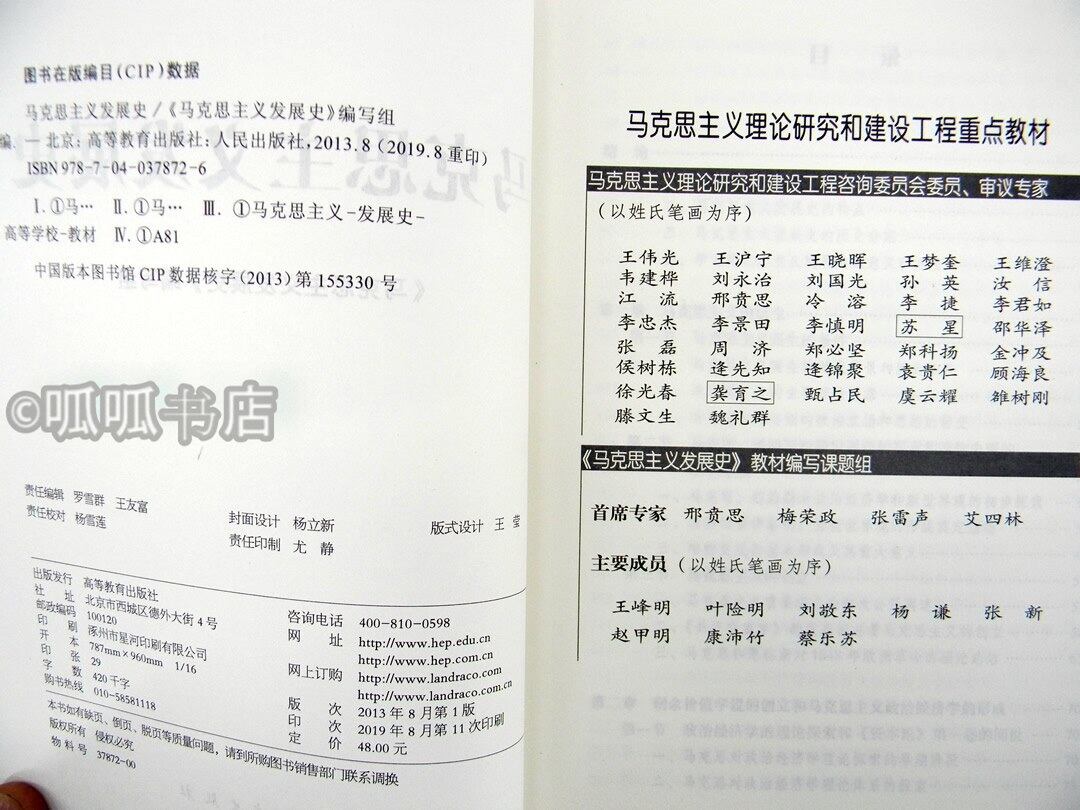 图书在版编目(CIP)数据
马克思主义发展史/《马克思主义发展史》编写组
编. —北京:高等教育出版社:人民出版社,2013.8(2019.8重印)
ISBN 978-7-04-037872-6
Ⅰ.①马… Ⅱ.①马… Ⅲ.①马克思主义-发展史-
高等学校-教材 Ⅳ.①A81
中国版本图书馆CIP数据核字(2013)第155330号
©呱呱书店
责任编辑 罗雪群 王友富
封面设计 杨立新
版式设计 王莹
责任校对 杨雪莲
责任印制 尤静
出版发行 高等教育出版社
社址 北京市西城区德外大街4号
邮政编码 100120
印刷 涿州市星河印刷有限公司
开本 787mm×960mm 1/16
印张 29
字数 420千字
购书热线 010-58581118
咨询电话 400-810-0598
网址 http://www.hep.edu.cn
http://www.hep.com.cn
网上订购 http://www.landraco.com
http://www.landraco.com.cn
版次 2013年8月第1版
印次 2019年8月第11次印刷
定价 48.00元
本书如有缺页、倒页、脱页等质量问题,请到所购图书销售部门联系调换
版权所有 侵权必究
物料号 37872-00
马克思主义理论研究和建设工程重点教材
马克思主义理论研究和建设工程咨询委员会委员、审议专家
(以姓氏笔画为序)
王伟光 王沪宁 王晓晖 王梦奎 王维澄
韦建桦 刘永治 刘国光 孙英 汝信
江流 邢贲思 冷溶 李捷 李君如
李忠杰 李景田 李慎明 苏星 邵华泽
张磊 周济 郑必坚 郑科扬 金冲及
侯树栋 逄先知 逄锦聚 袁贵仁 顾海良
徐光春 龚育之 甄占民 虞云耀 雒树刚
滕文生 魏礼群
《马克思主义发展史》教材编写课题组
首席专家 邢贲思 梅荣政 张雷声 艾四林
主要成员(以姓氏笔画为序)
王峰明 叶险明 刘敬东 杨谦 张新
赵甲明 康沛竹 蔡乐苏